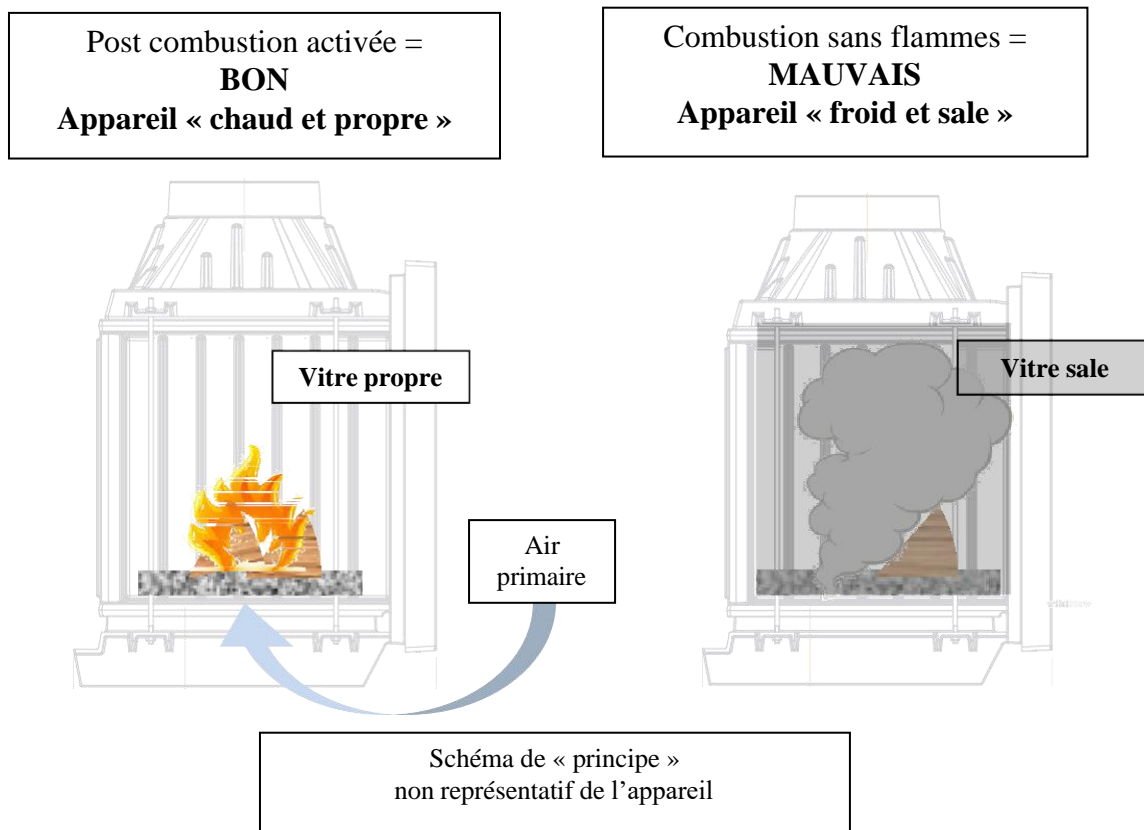 Post combustion activée =
BON
Appareil « chaud et propre »
Combustion sans flammes =
MAUVAIS
Appareil « froid et sale »
Vitre propre
Vitre sale
Air
primaire
Schéma de « principe »
non représentatif de l’appareil